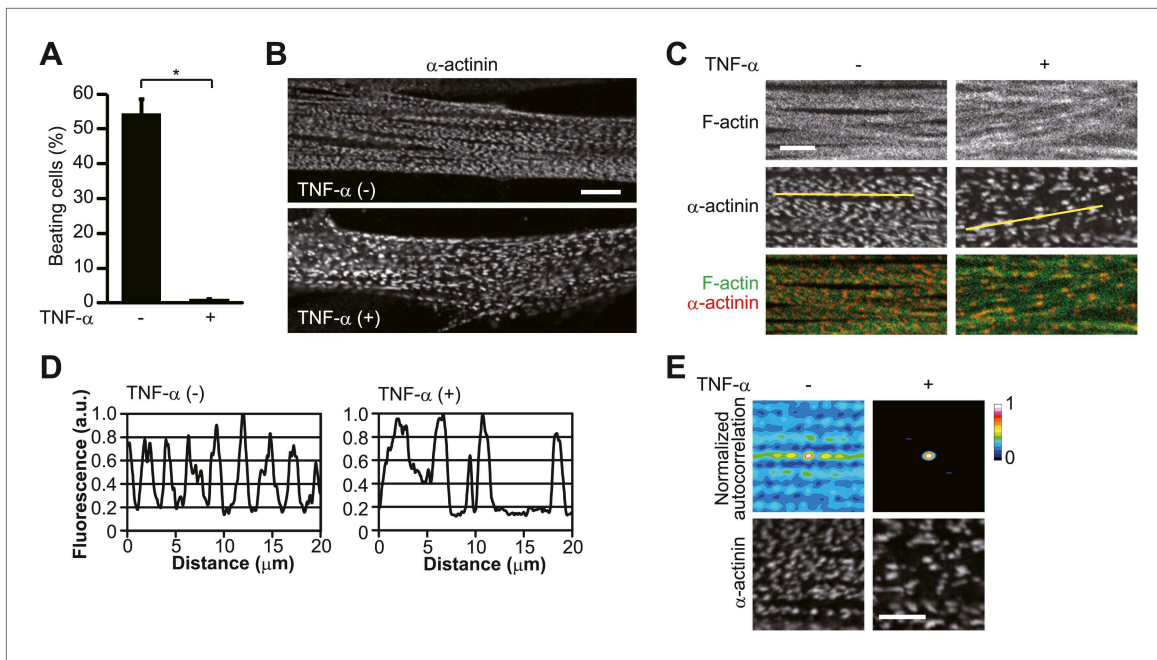 A
*
Beating cells (%)
60
50
40
30
20
10
0
TNF-α - +
B
α-actinin
TNF-α (-)
TNF-α (+)
C
TNF-α - +
F-actin
α-actinin
F-actin
α-actinin
D
TNF-α (-)
Fluorescence (a.u.)
1.0
0.8
0.6
0.4
0.2
0 5 10 15 20
Distance (μm)
TNF-α (+)
1.0
0.8
0.6
0.4
0.2
0
0 5 10 15 20
Distance (μm)
E
TNF-α - +
Normalized
autocorrelation
1
0
α-actinin